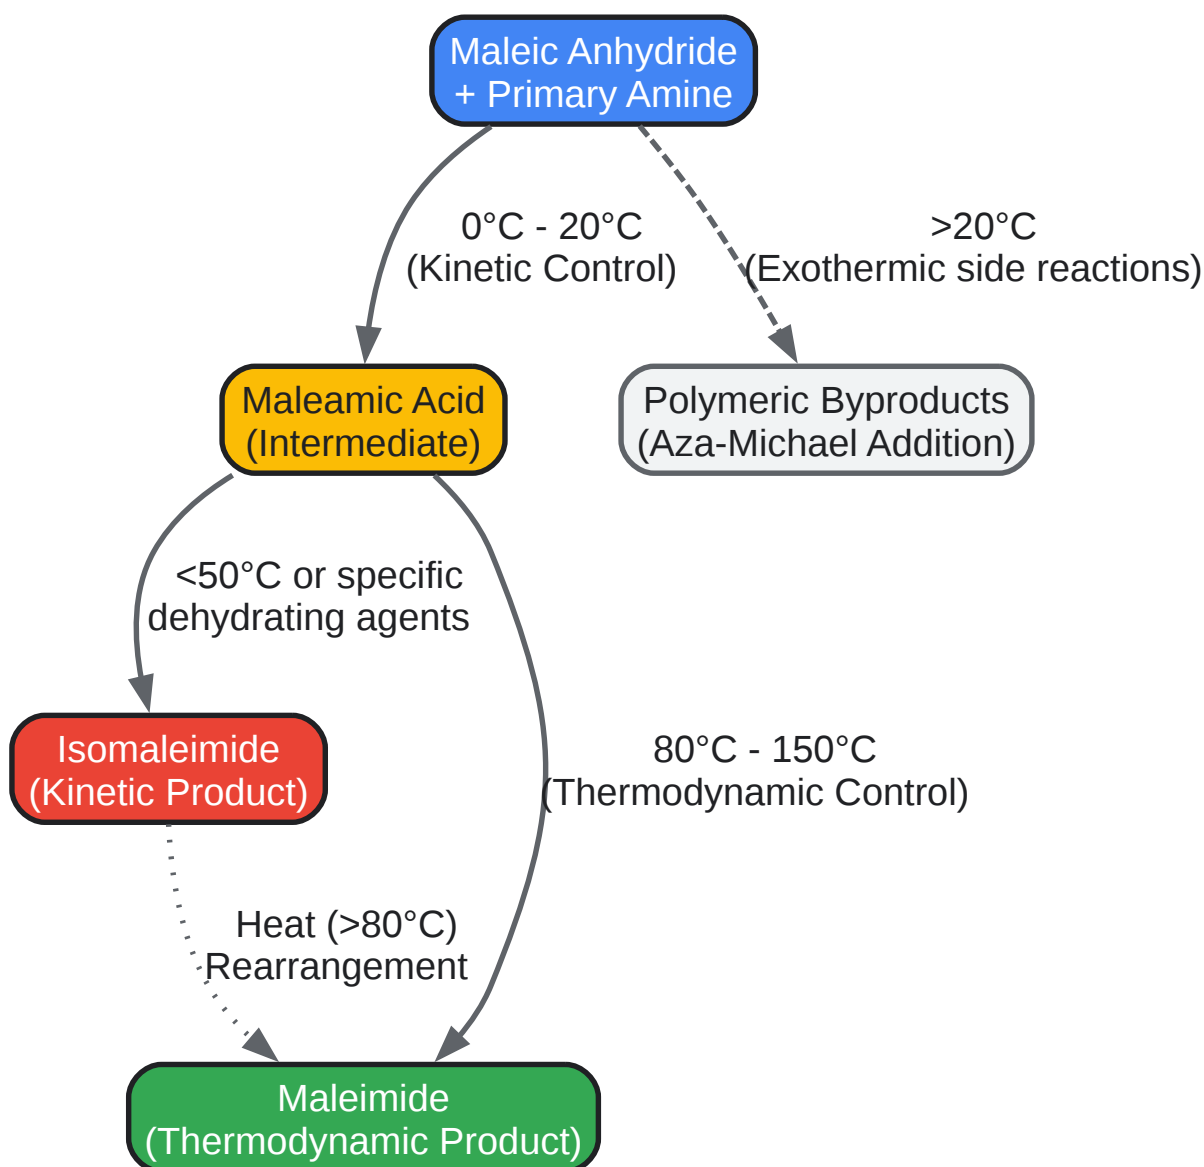 Maleic Anhydride
+ Primary Amine
0°C - 20°C
(Kinetic Control)
>20°C
(Exothermic side reactions)
Maleamic Acid
(Intermediate)
Polymeric Byproducts
(Aza-Michael Addition)
<50°C or specific
dehydrating agents
Isomaleimide
(Kinetic Product)
80°C - 150°C
(Thermodynamic Control)
Heat (>80°C)
Rearrangement
Maleimide
(Thermodynamic Product)